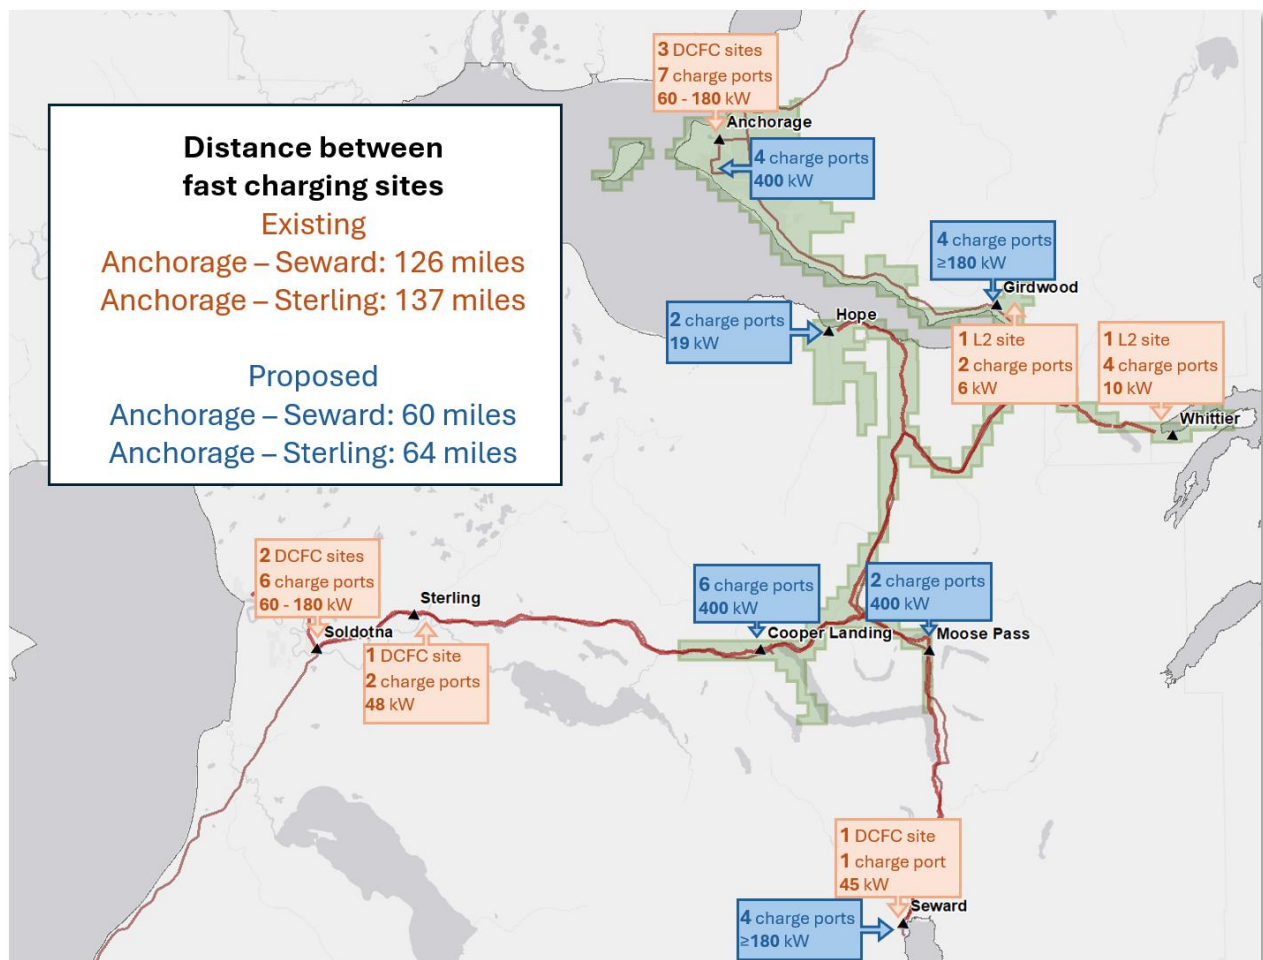 3 DCFC sites
7 charge ports
60 - 180 kW
Anchorage
4 charge ports
400 kW
Distance between
fast charging sites
Existing
Anchorage – Seward: 126 miles
Anchorage – Sterling: 137 miles
Proposed
Anchorage – Seward: 60 miles
Anchorage – Sterling: 64 miles
4 charge ports
≥180 kW
Girdwood
2 charge ports
19 kW
Hope
1 L2 site
2 charge ports
6 kW
1 L2 site
4 charge ports
10 kW
Whittier
2 DCFC sites
6 charge ports
60 - 180 kW
Soldotna
Sterling
1 DCFC site
2 charge ports
48 kW
6 charge ports
400 kW
Cooper Landing
2 charge ports
400 kW
Moose Pass
1 DCFC site
1 charge port
45 kW
Seward
4 charge ports
≥180 kW